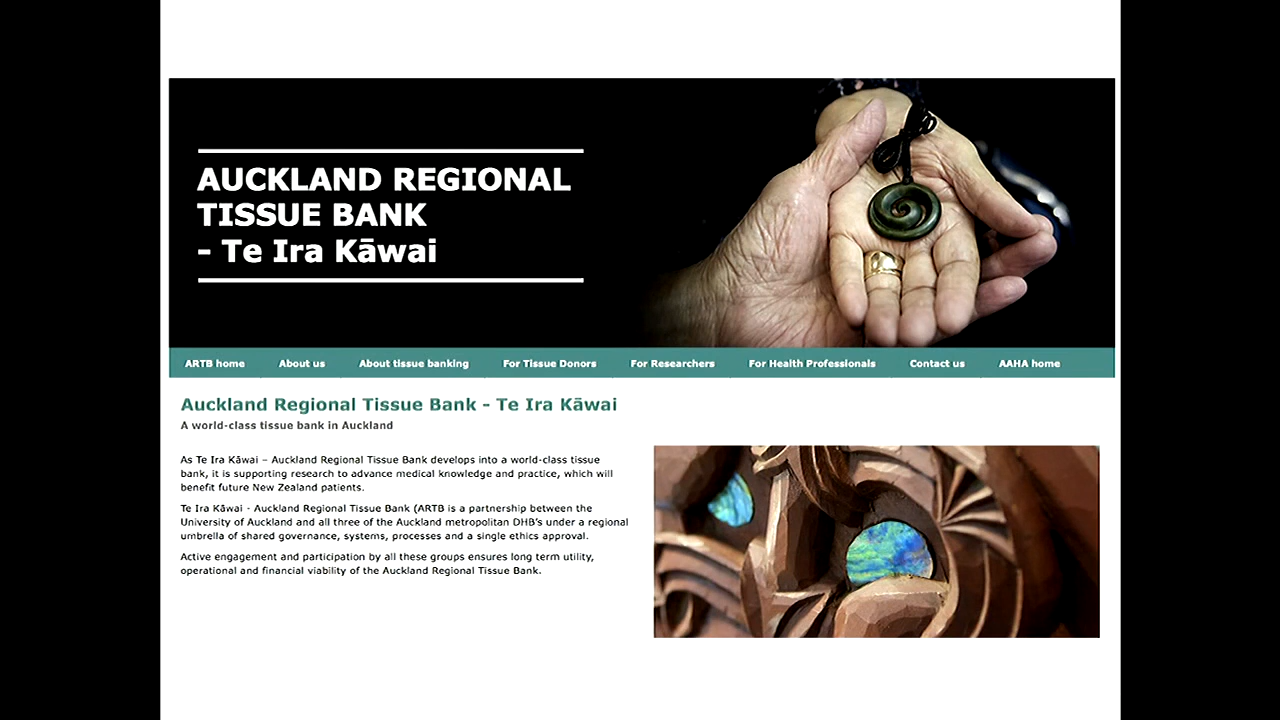 AUCKLAND REGIONAL
TISSUE BANK
- Te Ira Kāwai
ARTB home About us About tissue banking For Tissue Donors For Researchers For Health Professionals Contact us AAHA home
Auckland Regional Tissue Bank - Te Ira Kāwai
A world-class tissue bank in Auckland
As Te Ira Kāwai – Auckland Regional Tissue Bank develops into a world-class tissue
bank, it is supporting research to advance medical knowledge and practice, which will
benefit future New Zealand patients.
Te Ira Kāwai - Auckland Regional Tissue Bank (ARTB is a partnership between the
University of Auckland and all three of the Auckland metropolitan DHB's under a regional
umbrella of shared governance, systems, processes and a single ethics approval.
Active engagement and participation by all these groups ensures long term utility,
operational and financial viability of the Auckland Regional Tissue Bank.